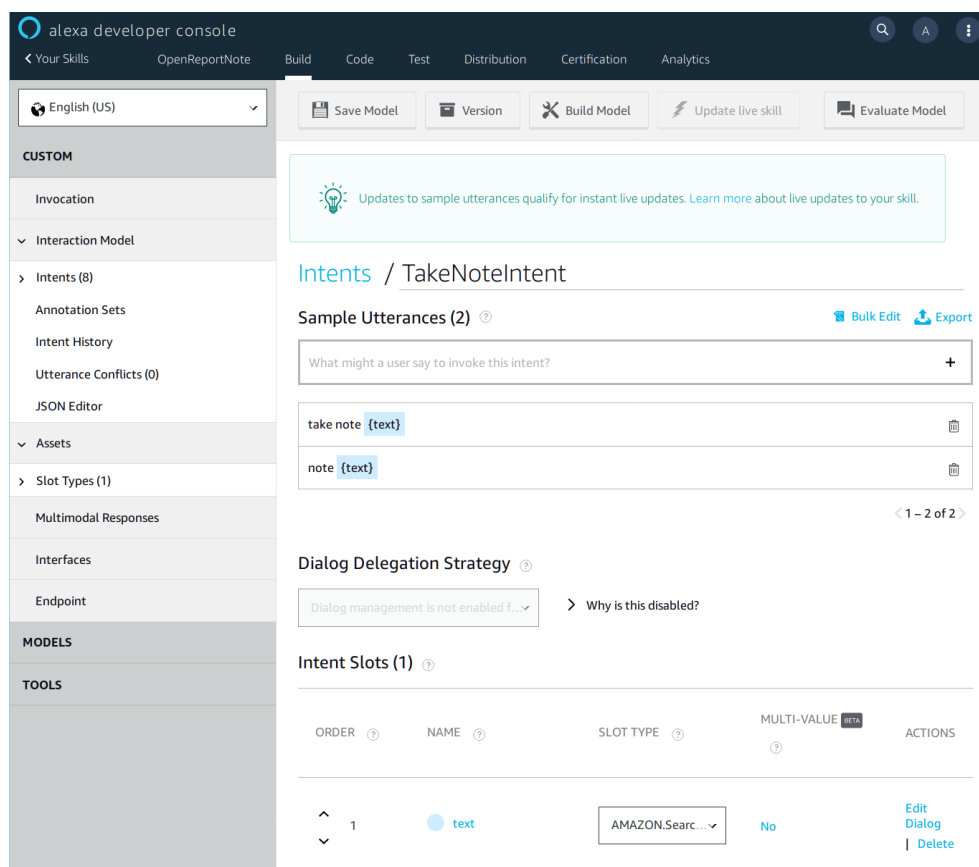 alexa developer console
A
Your Skills
OpenReportNote
Build
Code
Test
Distribution
Certification
Analytics
English (US)
Save Model
Version
Build Model
Update live skill
Evaluate Model
CUSTOM
Invocation
Interaction Model
Intents (8)
Annotation Sets
Intent History
Utterance Conflicts (0)
JSON Editor
Assets
Slot Types (1)
Multimodal Responses
Interfaces
Endpoint
MODELS
TOOLS
Updates to sample utterances qualify for instant live updates. Learn more about live updates to your skill.
Intents / TakeNoteIntent
Sample Utterances (2) ?
Bulk Edit
Export
What might a user say to invoke this intent?
+
take note {text}
note {text}
< 1 – 2 of 2 >
Dialog Delegation Strategy ?
Dialog management is not enabled f...
Why is this disabled?
Intent Slots (1) ?
ORDER ?
NAME ?
SLOT TYPE ?
MULTI-VALUE BETA
?
ACTIONS
1
text
AMAZON.Searc...
No
Edit
Dialog
| Delete